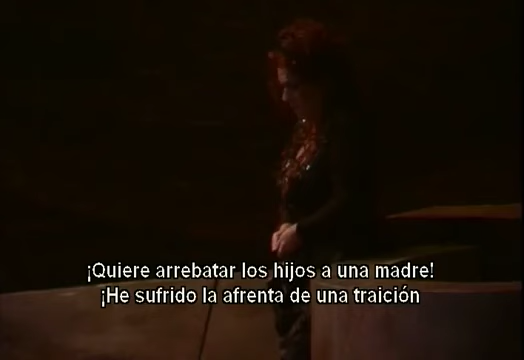 ¡Quiere arrebatar los hijos a una madre!
¡He sufrido la afrenta de una traición